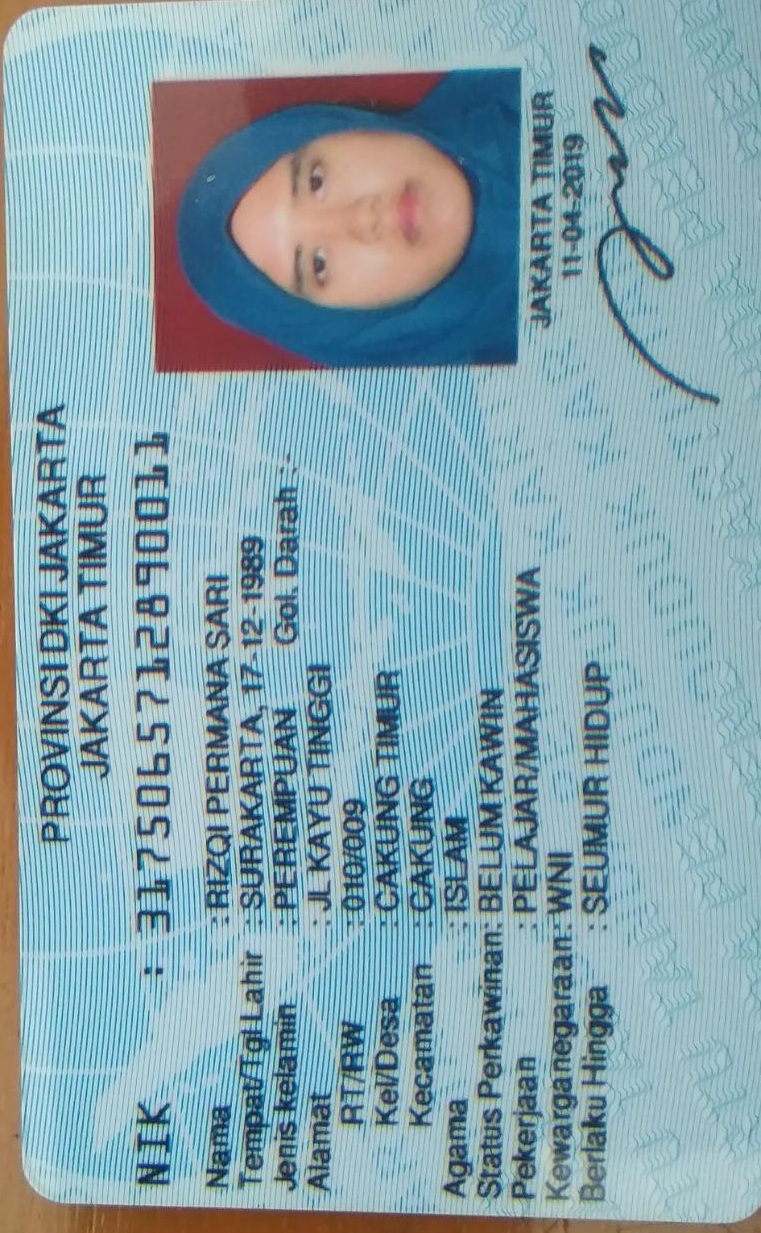 PROVINSI DKI JAKARTA
JAKARTA TIMUR
NIK : 3175065712890011
Nama : RIZQI PERMANA SARI
Tempat/Tgl Lahir : SURAKARTA, 17-12-1989
Jenis kelamin : PEREMPUAN Gol. Darah :-
Alamat : JL KAYU TINGGI
RT/RW : 010/009
Kel/Desa : CAKUNG TIMUR
Kecamatan : CAKUNG
Agama : ISLAM
Status Perkawinan: BELUM KAWIN
Pekerjaan : PELAJAR/MAHASISWA
Kewarganegaraan: WNI
Berlaku Hingga : SEUMUR HIDUP
JAKARTA TIMUR
11-04-2019